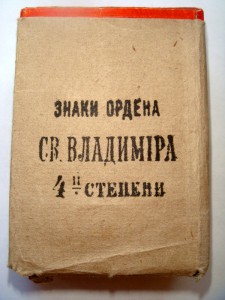 ЗНАКИ ОРДЕНА
СВ. ВЛАДИМІРА
4й СТЕПЕНИ